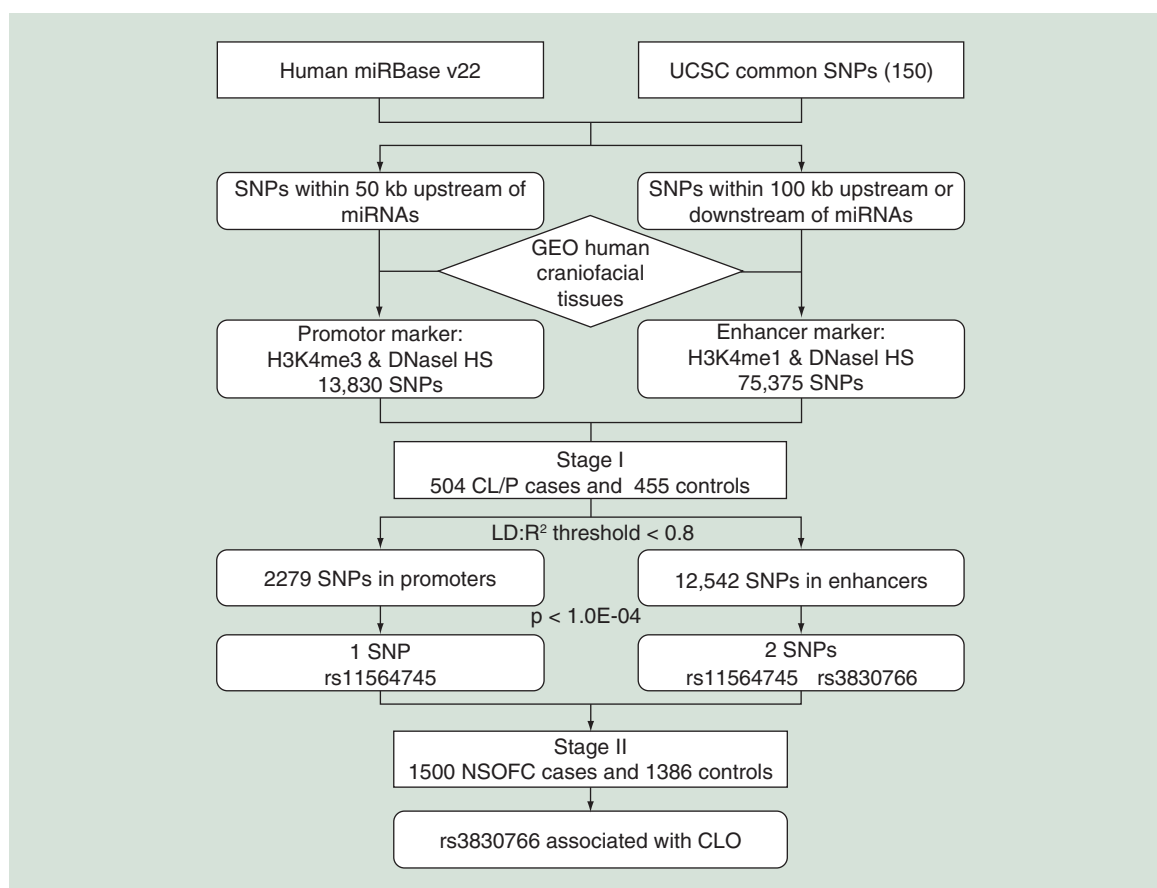 Human miRBase v22
UCSC common SNPs (150)
SNPs within 50 kb upstream of
miRNAs
SNPs within 100 kb upstream or
downstream of miRNAs
GEO human
craniofacial
tissues
Promotor marker:
H3K4me3 & DNaseI HS
13,830 SNPs
Enhancer marker:
H3K4me1 & DNaseI HS
75,375 SNPs
Stage I
504 CL/P cases and 455 controls
LD:R² threshold < 0.8
2279 SNPs in promoters
12,542 SNPs in enhancers
p < 1.0E-04
1 SNP
rs11564745
2 SNPs
rs11564745 rs3830766
Stage II
1500 NSOFC cases and 1386 controls
rs3830766 associated with CLO